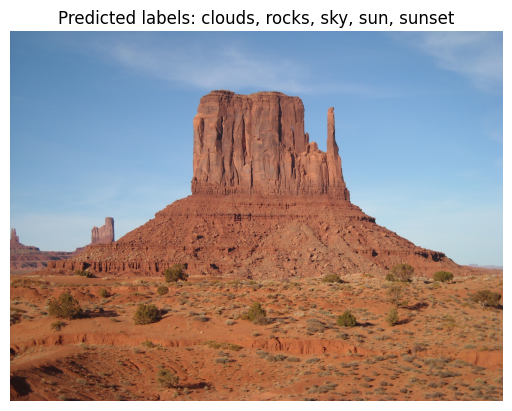 Predicted labels: clouds, rocks, sky, sun, sunset